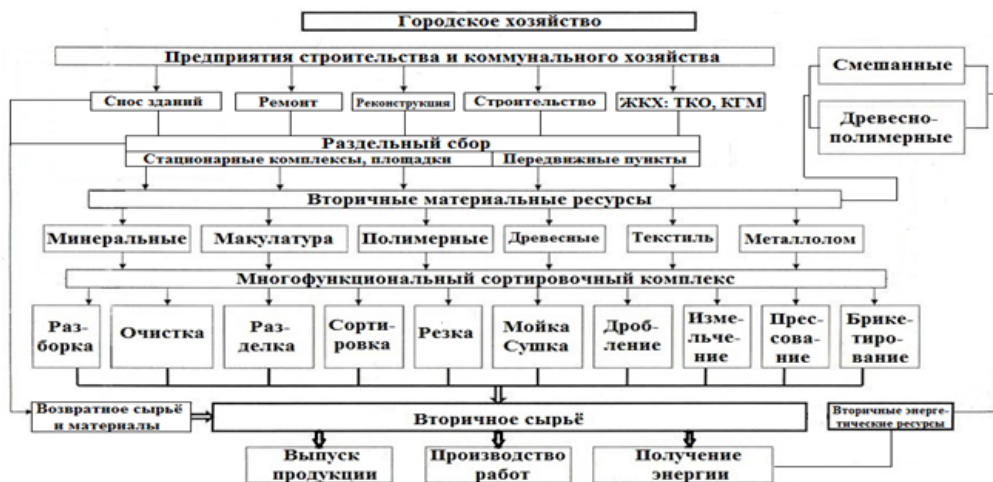 Городское хозяйство
Предприятия строительства и коммунального хозяйства
Снос зданий
Ремонт
Реконструкция
Строительство
ЖКХ: ТКО, КГМ
Смешанные
Древесно-
полимерные
Раздельный сбор
Стационарные комплексы, площадки
Передвижные пункты
Вторичные материальные ресурсы
Минеральные
Макулатура
Полимерные
Древесные
Текстиль
Металлолом
Многофункциональный сортировочный комплекс
Раз-
борка
Очистка
Раз-
делка
Сорти-
ровка
Резка
Мойка
Сушка
Дроб-
ление
Изме-
льче-
ние
Прес-
сова-
ние
Брике-
тиро-
вание
Возвратное сырьё
и материалы
Вторичное сырьё
Вторичные энерге-
тические ресурсы
Выпуск
продукции
Производство
работ
Получение
энергии